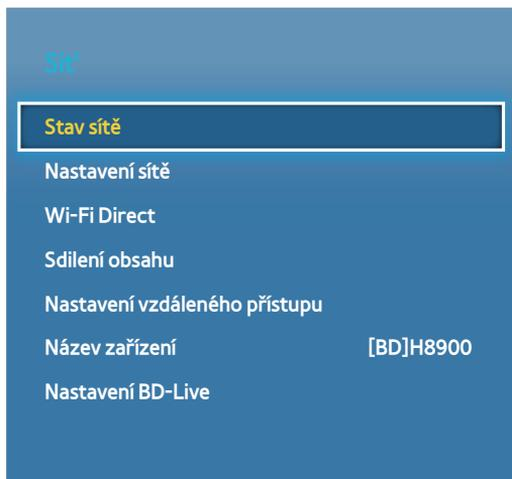 Síť
Stav sítě
Nastavení sítě
Wi-Fi Direct
Sdílení obsahu
Nastavení vzdáleného přístupu
Název zařízení [BD]H8900
Nastavení BD-Live